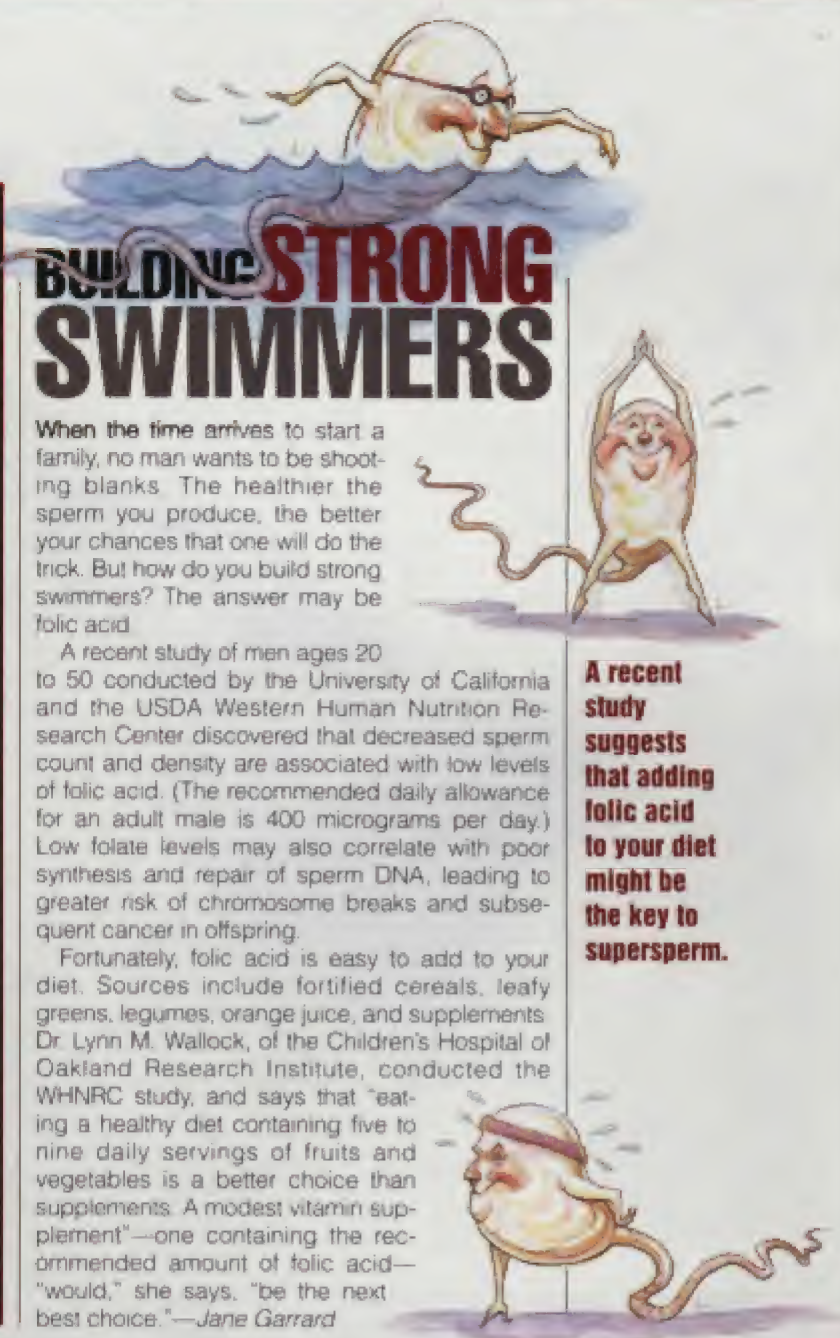 BUILDING STRONG
SWIMMERS
When the time arrives to start a
family, no man wants to be shoot-
ing blanks. The healthier the
sperm you produce, the better
your chances that one will do the
trick. But how do you build strong
swimmers? The answer may be
folic acid.
A recent study of men ages 20
to 50 conducted by the University of California
and the USDA Western Human Nutrition Re-
search Center discovered that decreased sperm
count and density are associated with low levels
of folic acid. (The recommended daily allowance
for an adult male is 400 micrograms per day.)
Low folate levels may also correlate with poor
synthesis and repair of sperm DNA, leading to
greater risk of chromosome breaks and subse-
quent cancer in offspring.
Fortunately, folic acid is easy to add to your
diet. Sources include fortified cereals, leafy
greens, legumes, orange juice, and supplements.
Dr. Lynn M. Wallock, of the Children's Hospital of
Oakland Research Institute, conducted the
WHNRC study, and says that "eat-
ing a healthy diet containing five to
nine daily servings of fruits and
vegetables is a better choice than
supplements. A modest vitamin sup-
plement"—one containing the rec-
ommended amount of folic acid—
"would," she says, "be the next
best choice."—Jane Garrard
A recent
study
suggests
that adding
folic acid
to your diet
might be
the key to
supersperm.